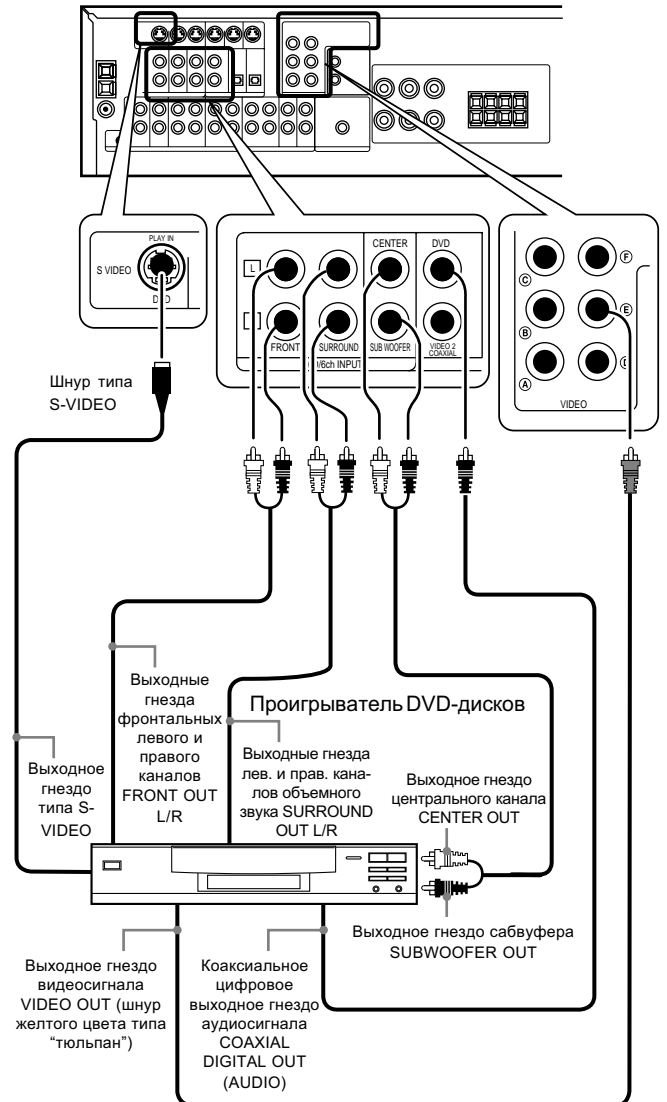 PLAY IN
S VIDEO
DVD
L
CENTER
DVD
FRONT
SURROUND
SUB WOOFER
VIDEO 2
COAXIAL
/6ch INPUT
C
F
B
E
A
D
VIDEO
Шнур типа
S-VIDEO
Выходные
гнезда
фронтальных
левого и
правого
каналов
FRONT OUT
L/R
Проигрыватель DVD-дисков
Выходное
гнездо
типа S-
VIDEO
Выходные гнезда
лев. и прав. кана-
лов объемного
звука SURROUND
OUT L/R
Выходное гнездо
центрального канала
CENTER OUT
Выходное гнездо сабвуфера
SUBWOOFER OUT
Выходное гнездо
видеосигнала
VIDEO OUT (шнур
желтого цвета типа
“тюльпан”)
Коаксиальное
цифровое
выходное гнездо
аудиосигнала
COAXIAL
DIGITAL OUT
(AUDIO)